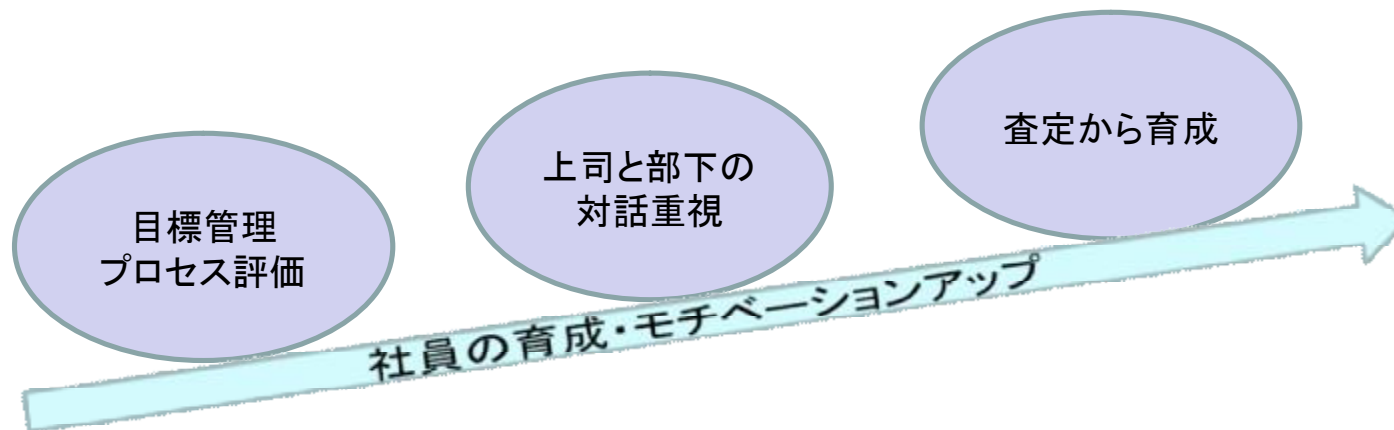 目標管理
プロセス評価
上司と部下の
対話重視
査定から育成
社員の育成・モチベーションアップ